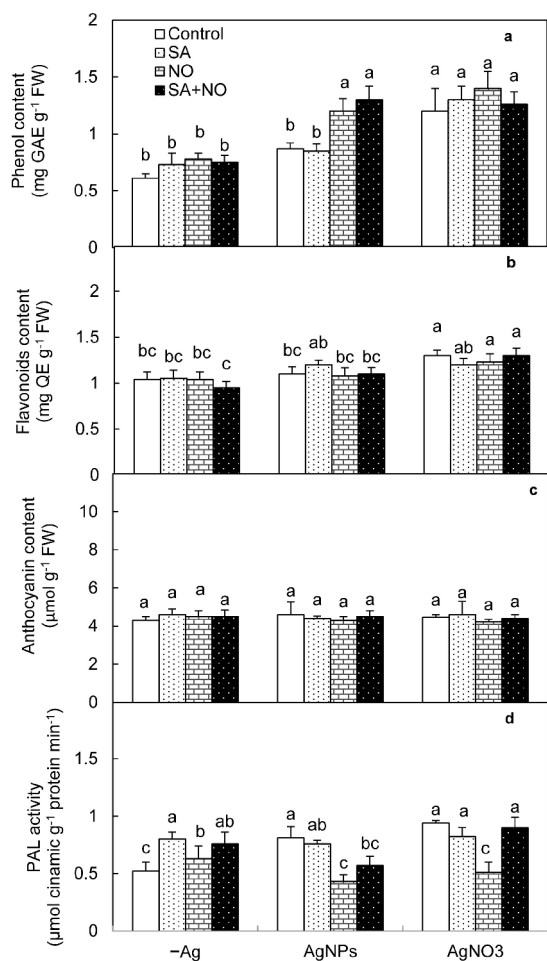 Control
SA
NO
SA+NO
a
Phenol content
(mg GAE g-1 FW)
2
1.5
1
0.5
0
b b b b b b a a a a a a
b
Flavonoids content
(mg QE g-1 FW)
2
1.5
1
0.5
0
bc bc bc c bc ab bc bc a ab a a
c
Anthocyanin content
(µmol g-1 FW)
10
8
6
4
2
0
a a a a a a a a a a a a
d
PAL activity
(µmol cinamic g-1 protein min-1)
1.5
1
0.5
0
c a b ab a ab c bc a a c a
−Ag AgNPs AgNO3